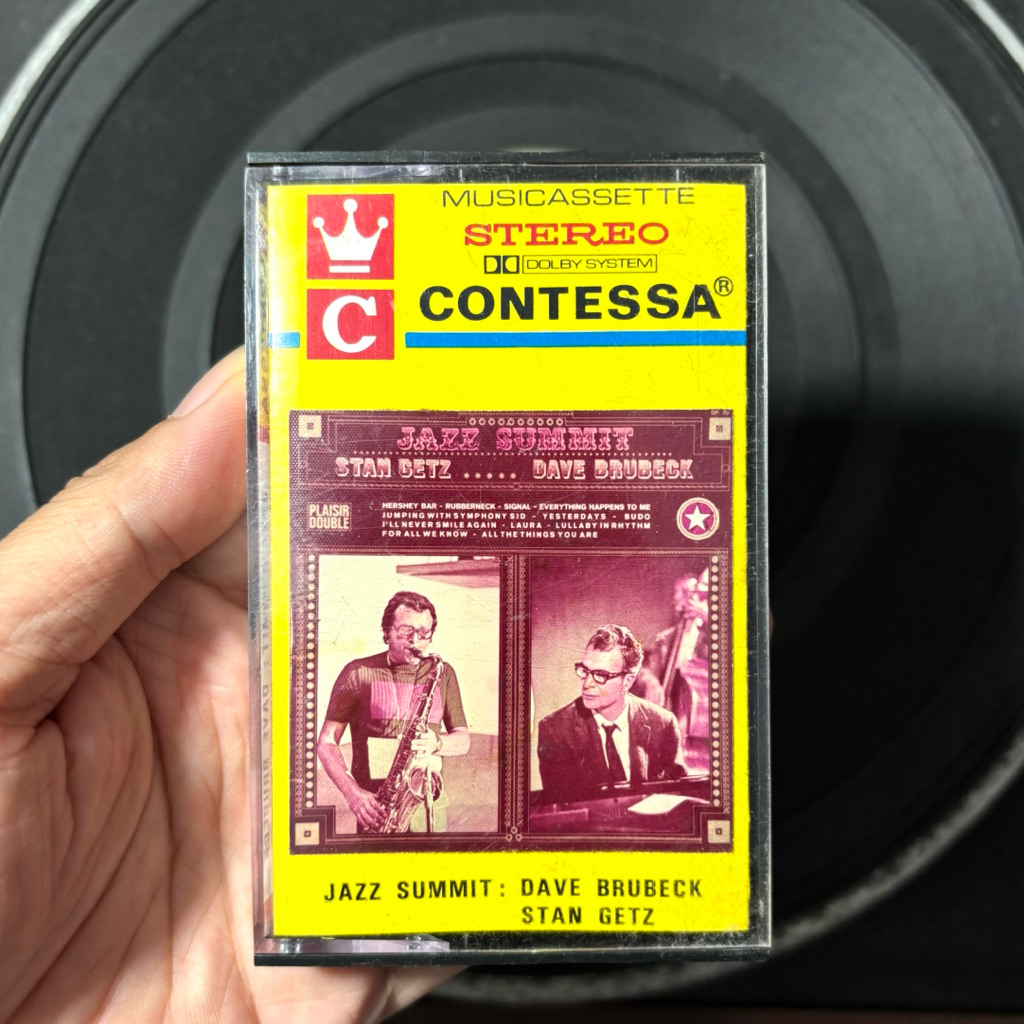 MUSICASSETTE
STEREO
DOLBY SYSTEM
CONTESSA®
C
JAZZ SUMMIT
STAN GETZ ..... DAVE BRUBECK
PLAISIR
DOUBLE
HERSHEY BAR - RUBBERNECK - SIGNAL - EVERYTHING HAPPENS TO ME
JUMPING WITH SYMPHONY SID - YESTERDAYS - BUDO
I'LL NEVER SMILE AGAIN - LAURA - LULLABY IN RHYTHM
FOR ALL WE KNOW - ALL THE THINGS YOU ARE
JAZZ SUMMIT: DAVE BRUBECK
STAN GETZ